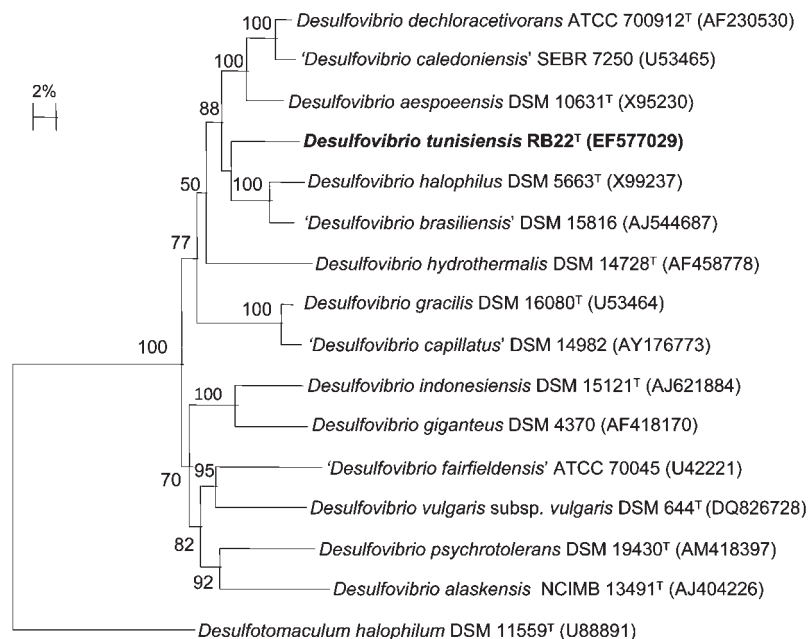 100
Desulfovibrio dechloracetivorans ATCC 700912ᵀ (AF230530)
100
‘Desulfovibrio caledoniensis’ SEBR 7250 (U53465)
2%
88
Desulfovibrio aespoeensis DSM 10631ᵀ (X95230)
Desulfovibrio tunisiensis RB22ᵀ (EF577029)
50
100
Desulfovibrio halophilus DSM 5663ᵀ (X99237)
‘Desulfovibrio brasiliensis’ DSM 15816 (AJ544687)
77
Desulfovibrio hydrothermalis DSM 14728ᵀ (AF458778)
100
Desulfovibrio gracilis DSM 16080ᵀ (U53464)
100
‘Desulfovibrio capillatus’ DSM 14982 (AY176773)
100
Desulfovibrio indonesiensis DSM 15121ᵀ (AJ621884)
Desulfovibrio giganteus DSM 4370 (AF418170)
70
95
‘Desulfovibrio fairfieldensis’ ATCC 70045 (U42221)
Desulfovibrio vulgaris subsp. vulgaris DSM 644ᵀ (DQ826728)
82
Desulfovibrio psychrotolerans DSM 19430ᵀ (AM418397)
92
Desulfovibrio alaskensis NCIMB 13491ᵀ (AJ404226)
Desulfotomaculum halophilum DSM 11559ᵀ (U88891)